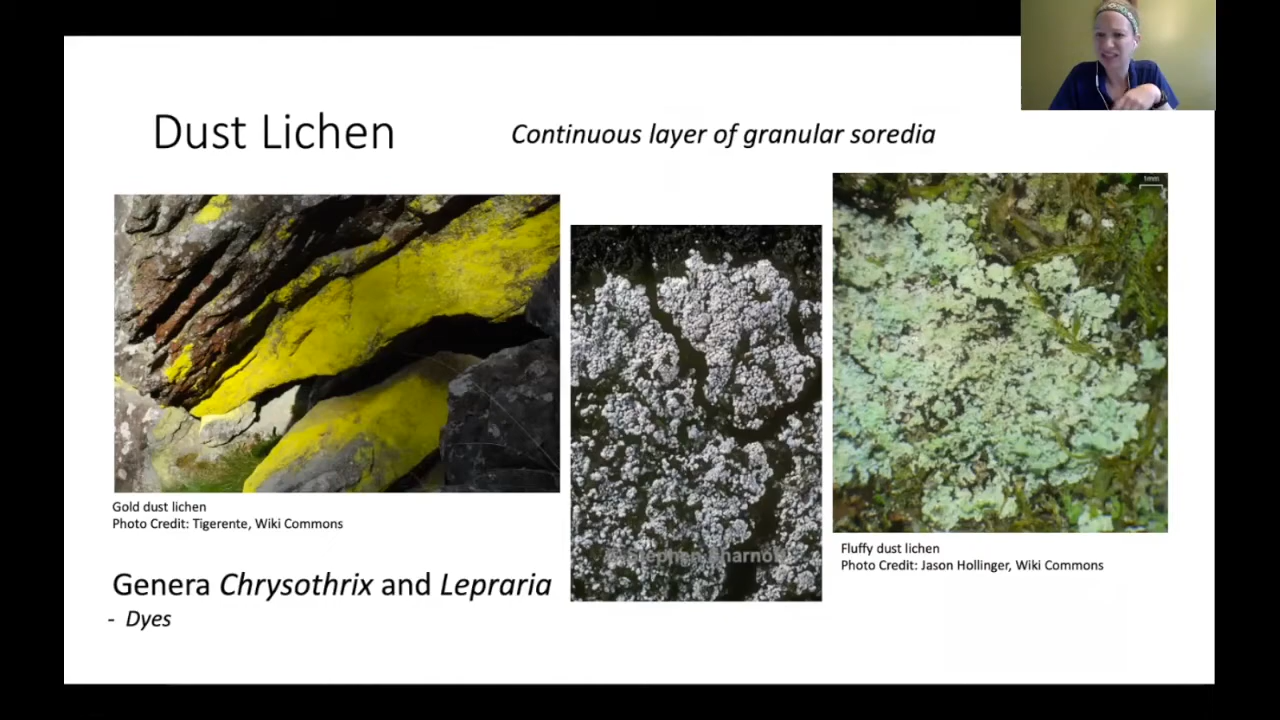 Dust Lichen
Continuous layer of granular soredia
1mm
Gold dust lichen
Photo Credit: Tigerente, Wiki Commons
Fluffy dust lichen
Photo Credit: Jason Hollinger, Wiki Commons
Genera Chrysothrix and Lepraria
- Dyes